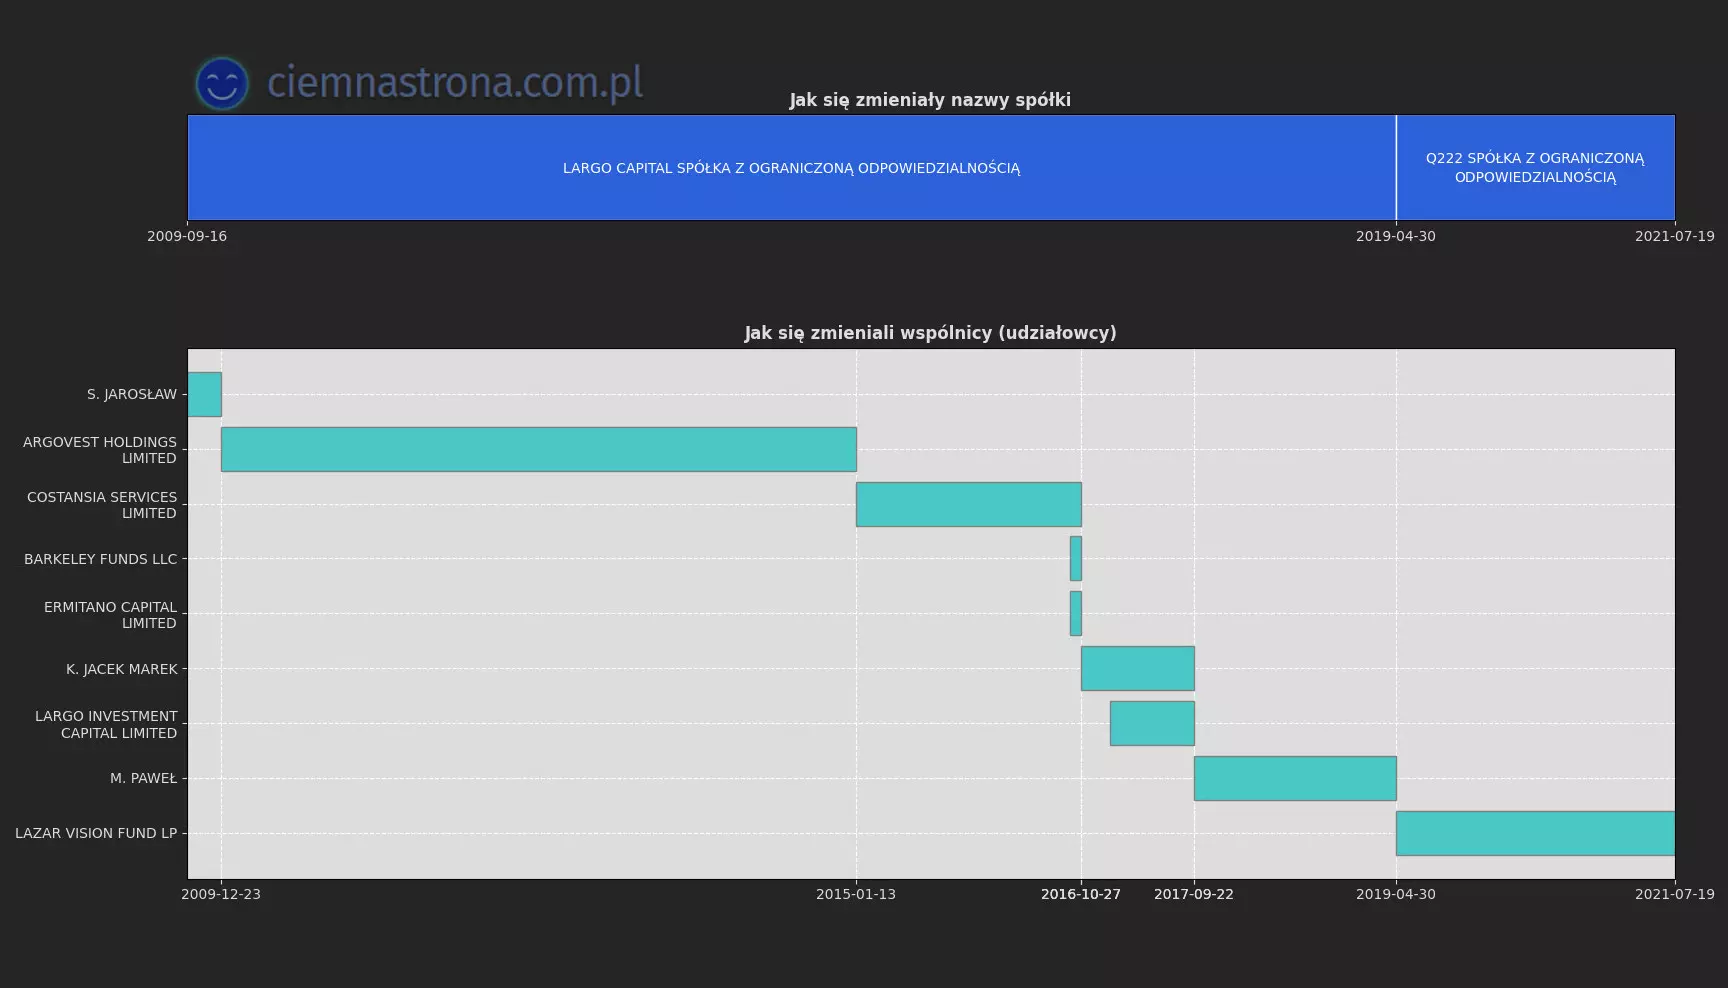 ciemnastrona.com.pl
Jak się zmieniały nazwy spółki
LARGO CAPITAL SPÓŁKA Z OGRANICZONĄ ODPOWIEDZIALNOŚCIĄ
Q222 SPÓŁKA Z OGRANICZONĄ
ODPOWIEDZIALNOŚCIĄ
2009-09-16
2019-04-30
2021-07-19
Jak się zmieniali wspólnicy (udziałowcy)
S. JAROSŁAW
ARGOVEST HOLDINGS
LIMITED
COSTANSIA SERVICES
LIMITED
BARKELEY FUNDS LLC
ERMITANO CAPITAL
LIMITED
K. JACEK MAREK
LARGO INVESTMENT
CAPITAL LIMITED
M. PAWEŁ
LAZAR VISION FUND LP
2009-12-23
2015-01-13
2016-10-27
2017-09-22
2019-04-30
2021-07-19